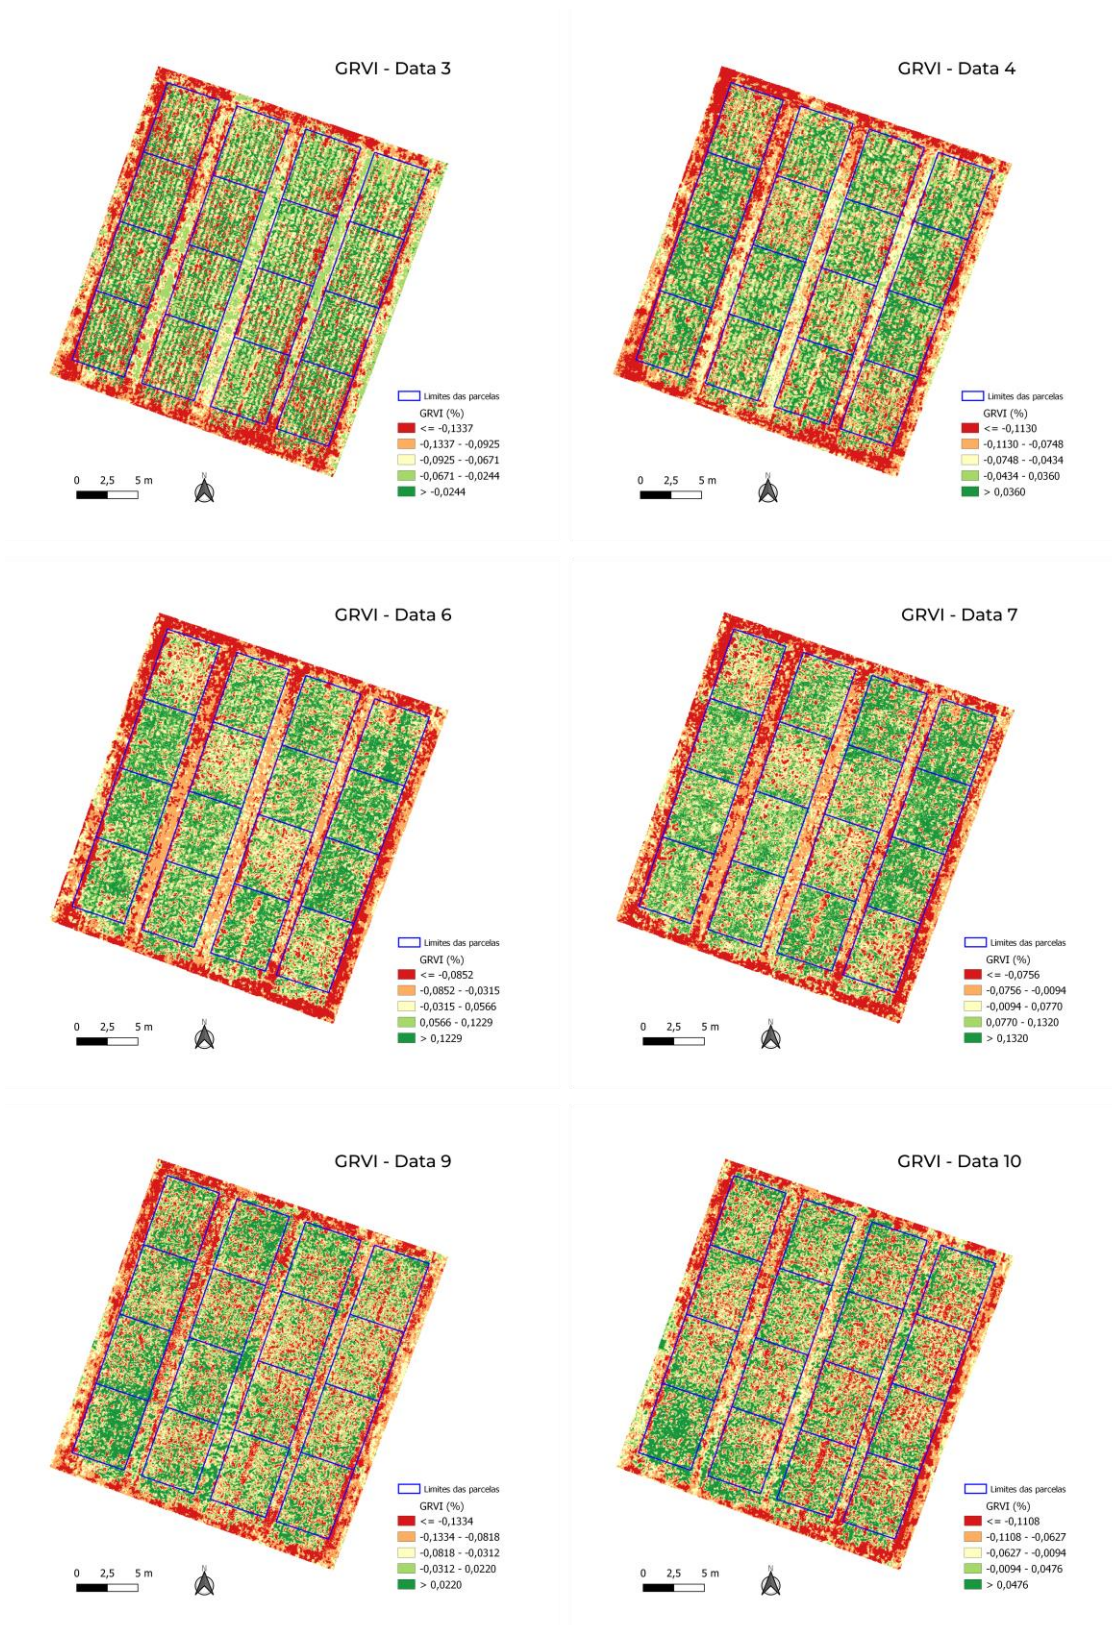 GRVI - Data 3
Limites das parcelas
GRVI (%)
<= -0,1337
-0,1337 - -0,0925
-0,0925 - -0,0671
-0,0671 - -0,0244
> -0,0244
0 2,5 5 m
N
GRVI - Data 4
Limites das parcelas
GRVI (%)
<= -0,1130
-0,1130 - -0,0748
-0,0748 - -0,0434
-0,0434 - 0,0360
> 0,0360
0 2,5 5 m
N
GRVI - Data 6
Limites das parcelas
GRVI (%)
<= -0,0852
-0,0852 - -0,0315
-0,0315 - 0,0566
0,0566 - 0,1229
> 0,1229
0 2,5 5 m
N
GRVI - Data 7
Limites das parcelas
GRVI (%)
<= -0,0756
-0,0756 - -0,0094
-0,0094 - 0,0770
0,0770 - 0,1320
> 0,1320
0 2,5 5 m
N
GRVI - Data 9
Limites das parcelas
GRVI (%)
<= -0,1334
-0,1334 - -0,0818
-0,0818 - -0,0312
-0,0312 - 0,0220
> 0,0220
0 2,5 5 m
N
GRVI - Data 10
Limites das parcelas
GRVI (%)
<= -0,1108
-0,1108 - -0,0627
-0,0627 - -0,0094
-0,0094 - 0,0476
> 0,0476
0 2,5 5 m
N